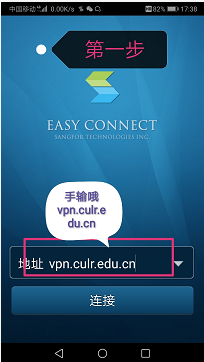 中国移动 0.00K/s 82% 17:36
第一步
EASY CONNECT
SANGFOR TECHNOLOGIES INC.
手输哦
vpn.culr.e
du.cn
地址 vpn.culr.edu.cn
连接